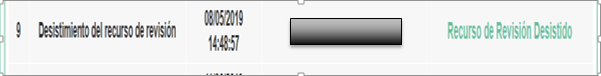 08/05/2019
9 Desistimiento del recurso de revisión Recurso de Revisión Desistido
14:48:57